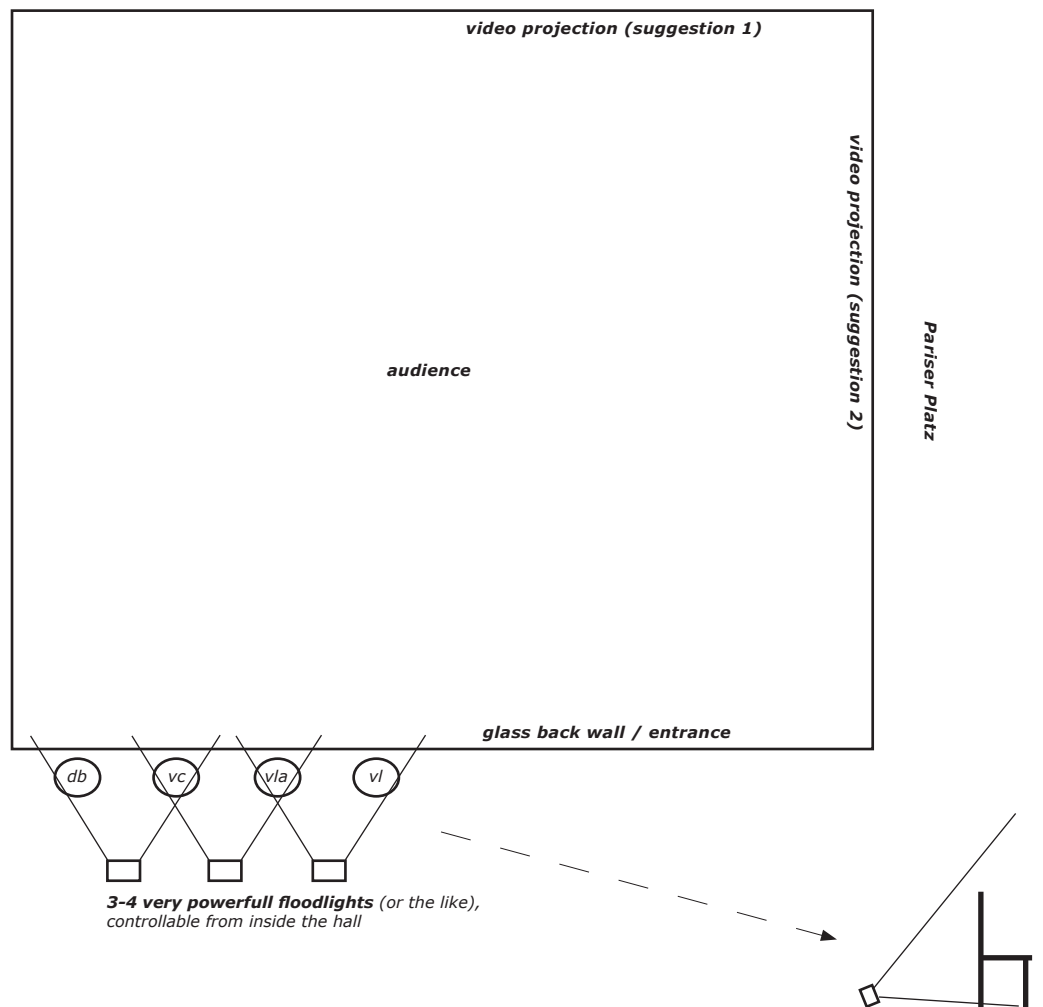 video projection (suggestion 1)
video projection (suggestion 2)
Pariser Platz
audience
glass back wall / entrance
db
vc
vla
vl
3-4 very powerfull floodlights (or the like),
controllable from inside the hall